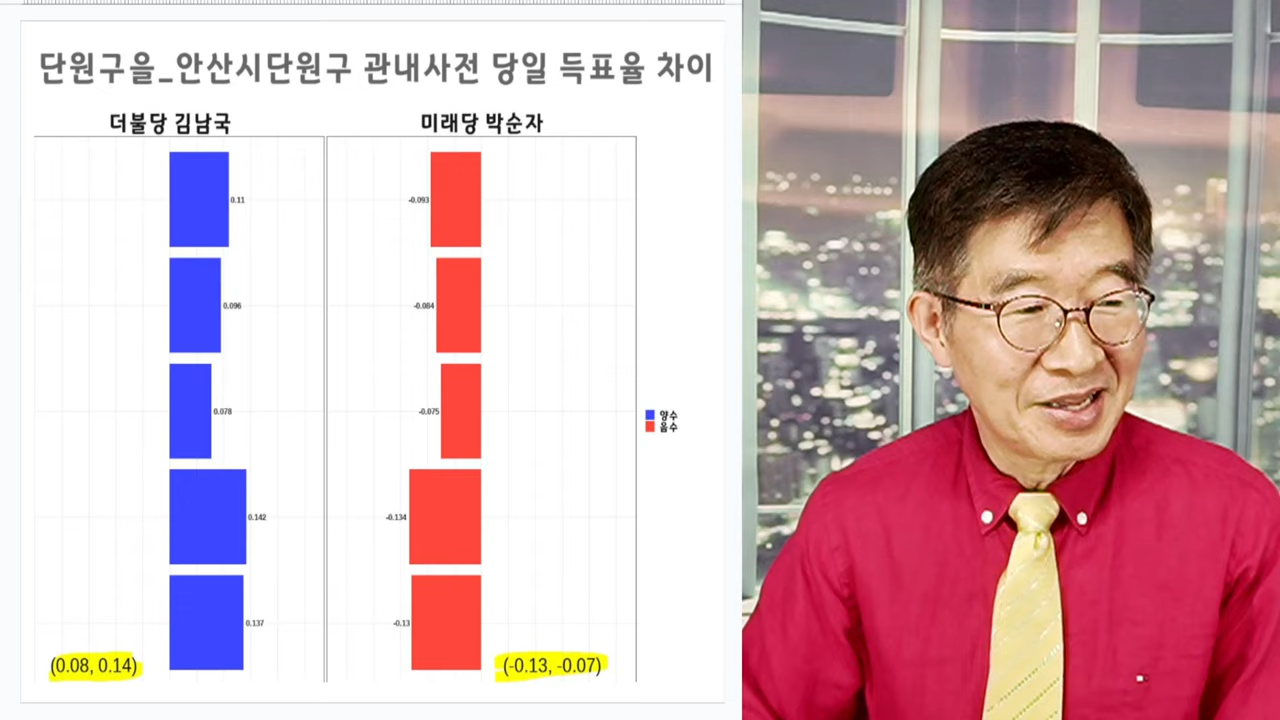 단원구을_안산시단원구 관내사전 당일 득표율 차이
더불당 김남국
미래당 박순자
0.11
-0.093
0.096
-0.084
0.078
-0.075
양수
음수
0.142
-0.134
0.137
-0.13
(0.08, 0.14)
(-0.13, -0.07)